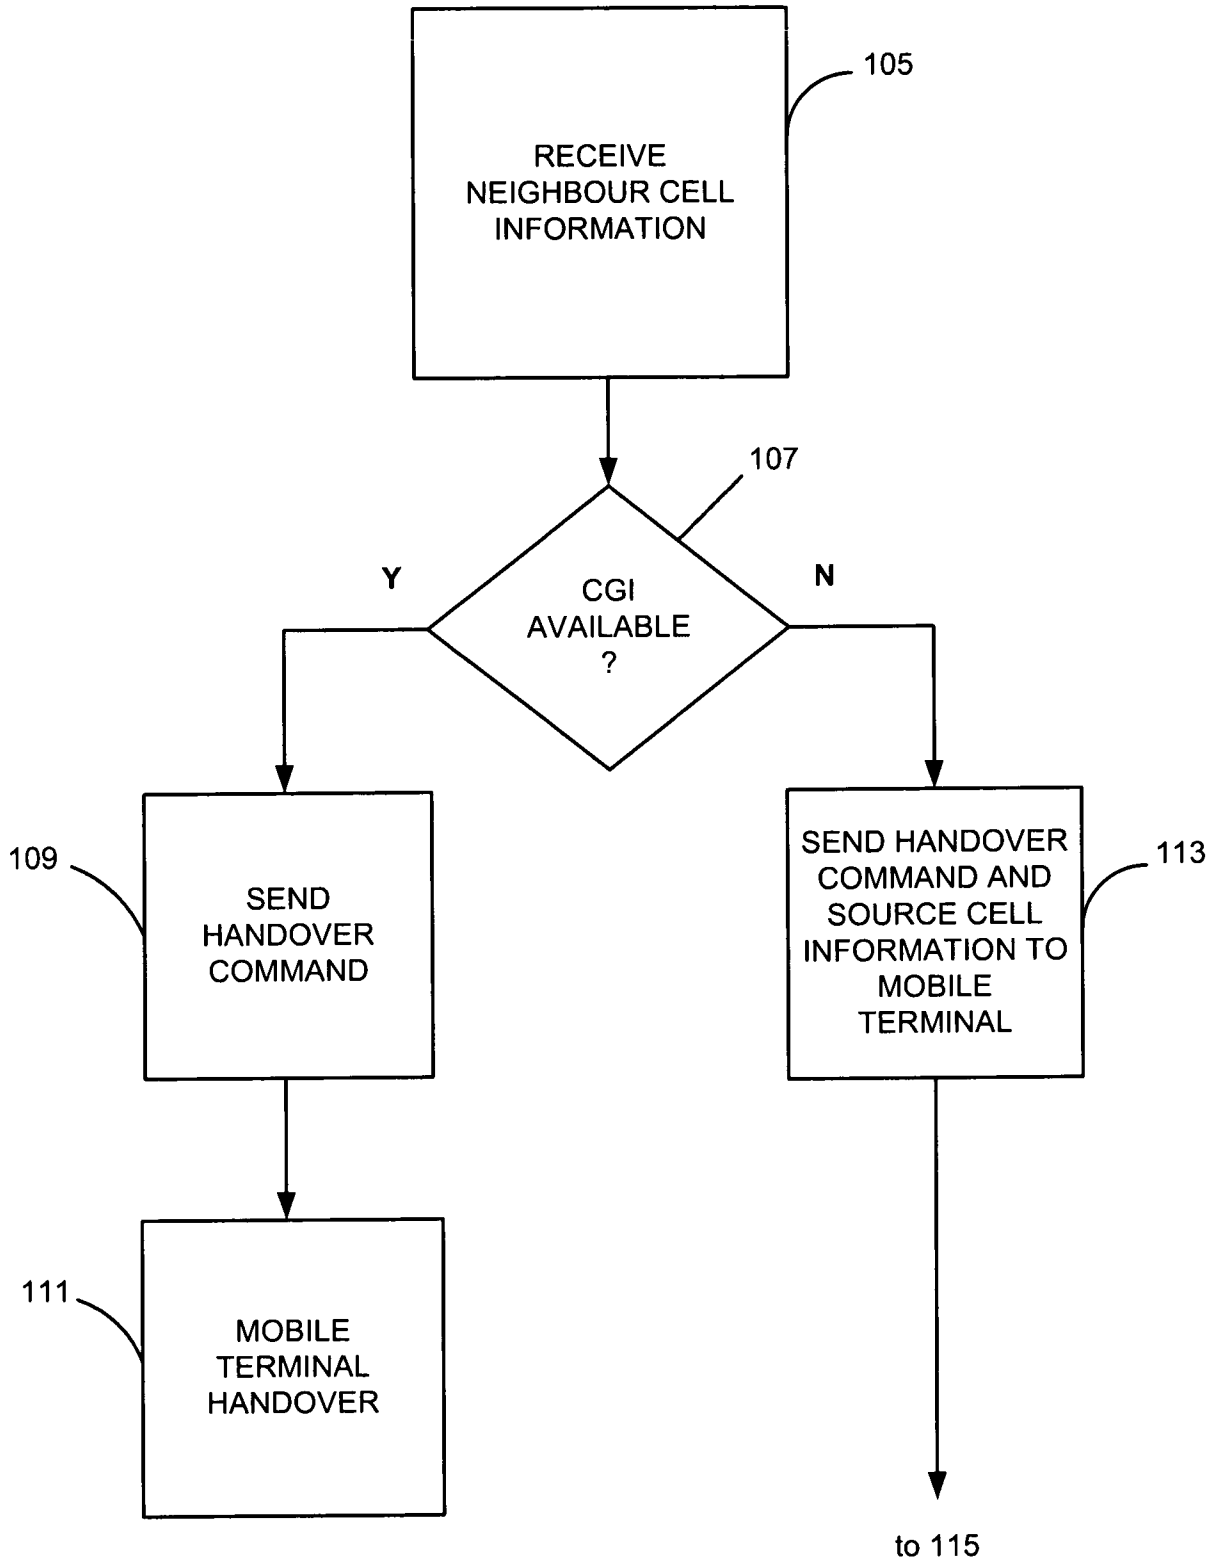 105
RECEIVE
NEIGHBOUR CELL
INFORMATION
107
Y
N
CGI
AVAILABLE
?
109
SEND
HANDOVER
COMMAND
SEND HANDOVER
COMMAND AND
SOURCE CELL
INFORMATION TO
MOBILE
TERMINAL
113
111
MOBILE
TERMINAL
HANDOVER
to 115